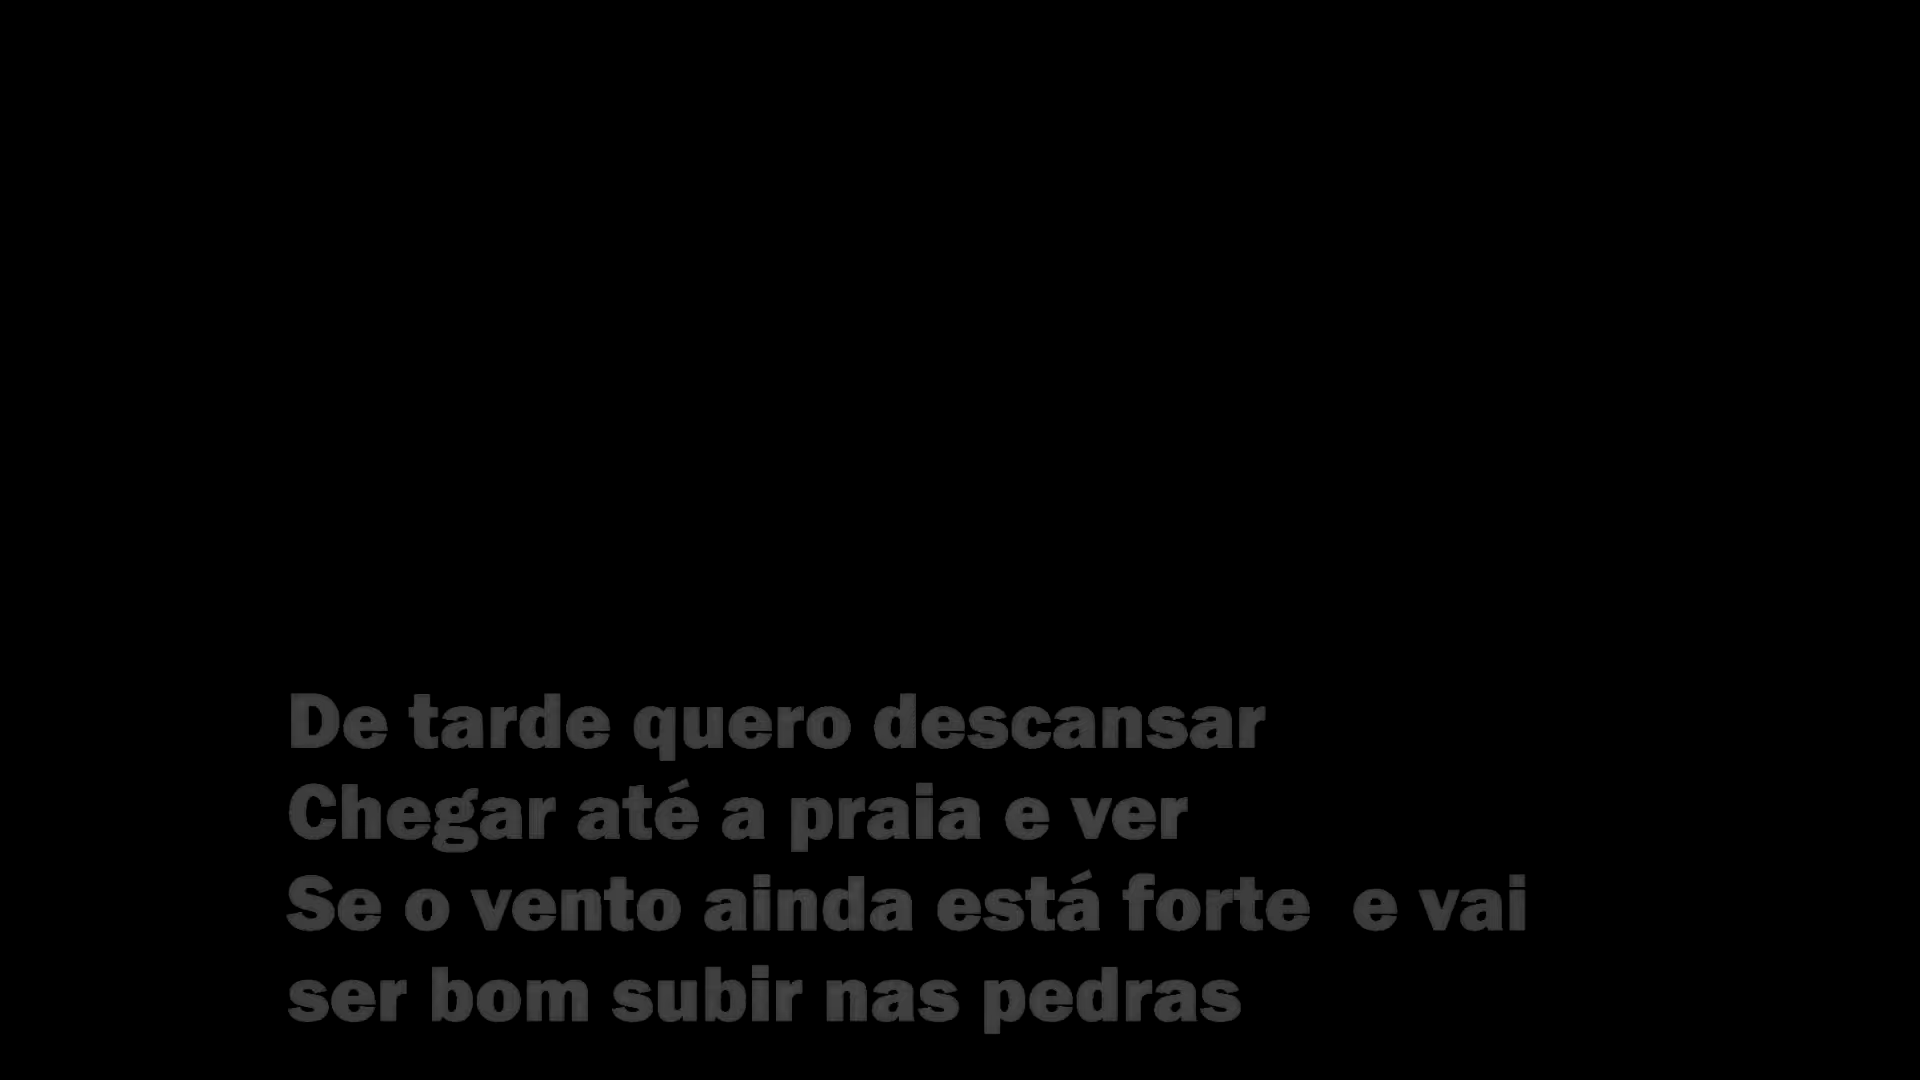 De tarde quero descansar
Chegar até a praia e ver
Se o vento ainda está forte  e vai
ser bom subir nas pedras